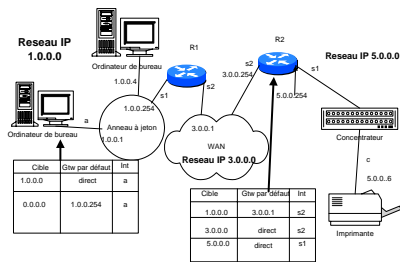 Reseau IP
1.0.0.0
Ordinateur de bureau
R1
R2
Reseau IP 5.0.0.0
1.0.0.4
1.0.0.254
s1
s2
s2
3.0.0.254
s1
5.0.0.254
a
Ordinateur de bureau
1.0.0.1
Anneau à jeton
3.0.0.1
WAN
Reseau IP 3.0.0.0
Concentrateur
c
5.0.0..6
Imprimante
Cible Gtw par défaut Int
1.0.0.0 direct a
0.0.0.0 1.0.0.254 a
Cible Gtw par défaut Int
1.0.0.0 3.0.0.1 s2
3.0.0.0 direct s2
5.0.0.0 direct s1